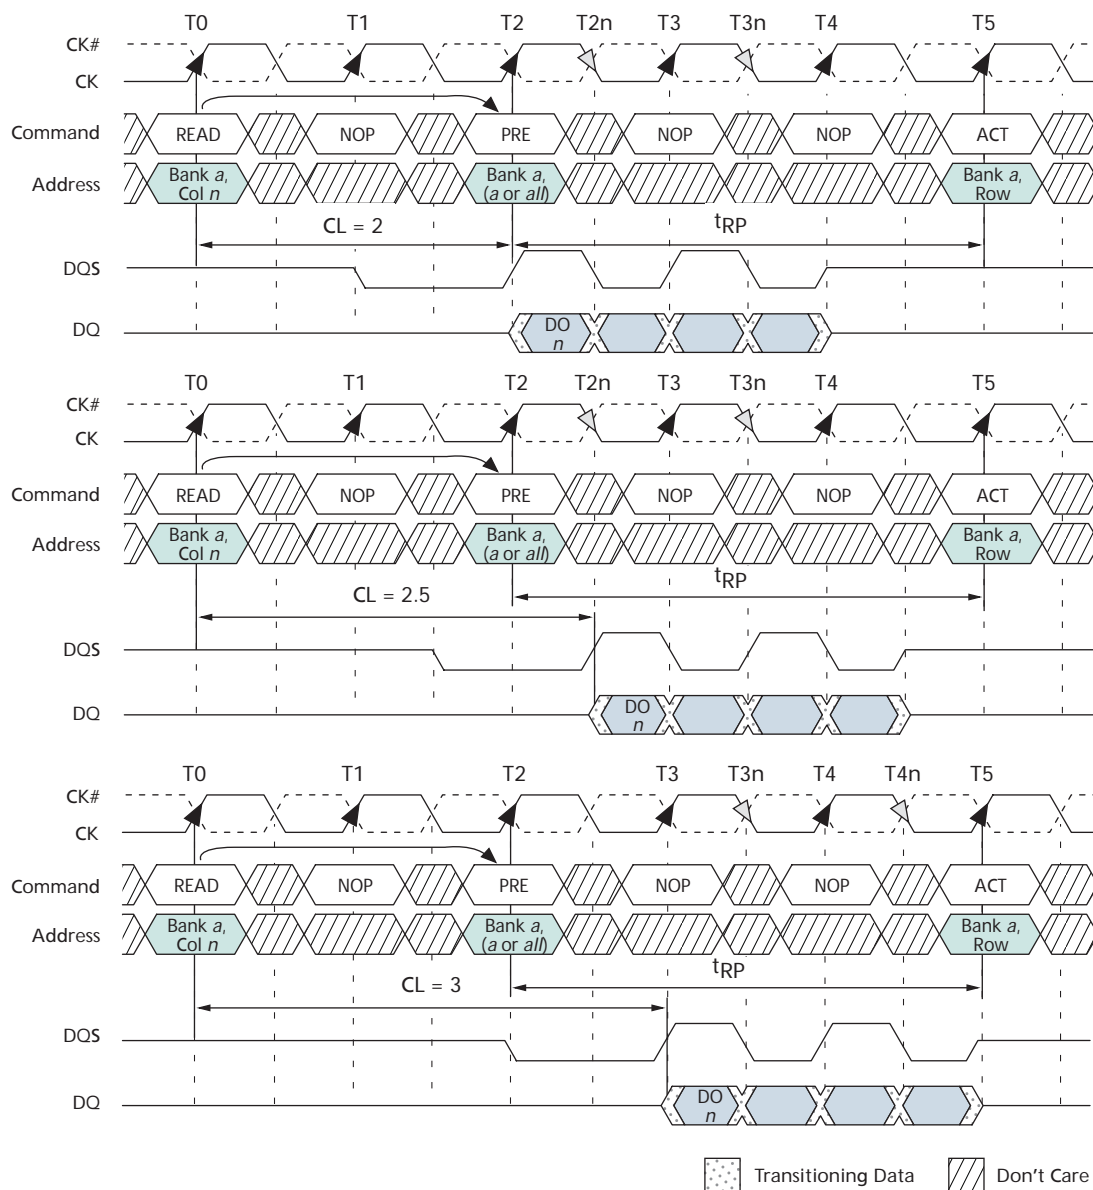 T0 T1 T2 T2n T3 T3n T4 T5
CK#
CK
Command READ NOP PRE NOP NOP ACT
Address Bank a, Col n Bank a, (a or all) Bank a, Row
CL = 2 tRP
DQS
DQ DO n
T0 T1 T2 T2n T3 T3n T4 T5
CK#
CK
Command READ NOP PRE NOP NOP ACT
Address Bank a, Col n Bank a, (a or all) Bank a, Row
CL = 2.5 tRP
DQS
DQ DO n
T0 T1 T2 T3 T3n T4 T4n T5
CK#
CK
Command READ NOP PRE NOP NOP ACT
Address Bank a, Col n Bank a, (a or all) Bank a, Row
CL = 3 tRP
DQS
DQ DO n
Transitioning Data Don't Care